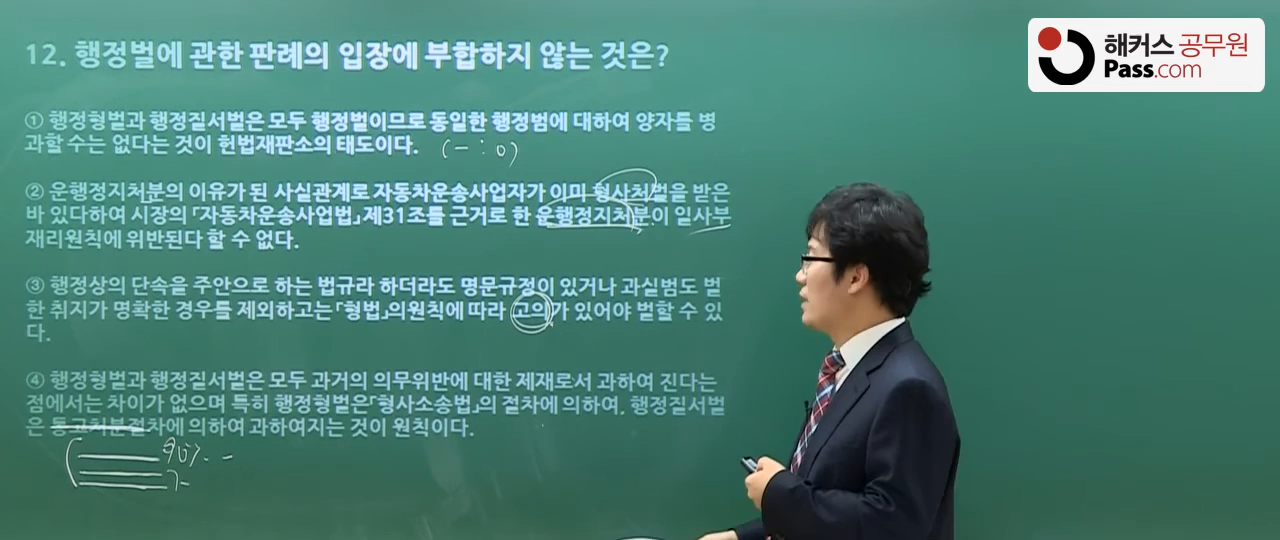 12. 행정벌에 관한 판례의 입장에 부합하지 않는 것은?
해커스 공무원
Pass.com
① 행정형벌과 행정질서벌은 모두 행정벌이므로 동일한 행정범에 대하여 양자를 병
과할 수는 없다는 것이 헌법재판소의 태도이다.
② 운행정지처분의 이유가 된 사실관계로 자동차운송사업자가 이미 형사처벌을 받은
바 있다하여 시장의 「자동차운송사업법」 제31조를 근거로 한 운행정지처분이 일사부
재리원칙에 위반된다 할 수 없다.
③ 행정상의 단속을 주안으로 하는 법규라 하더라도 명문규정이 있거나 과실범도 벌
한 취지가 명확한 경우를 제외하고는 「형법」의원칙에 따라 고의가 있어야 벌할 수 있
다.
④ 행정형벌과 행정질서벌은 모두 과거의 의무위반에 대한 제재로서 과하여 진다는
점에서는 차이가 없으며 특히 행정형벌은 「형사소송법」의 절차에 의하여, 행정질서벌
은 통고처분절차에 의하여 과하여지는 것이 원칙이다.